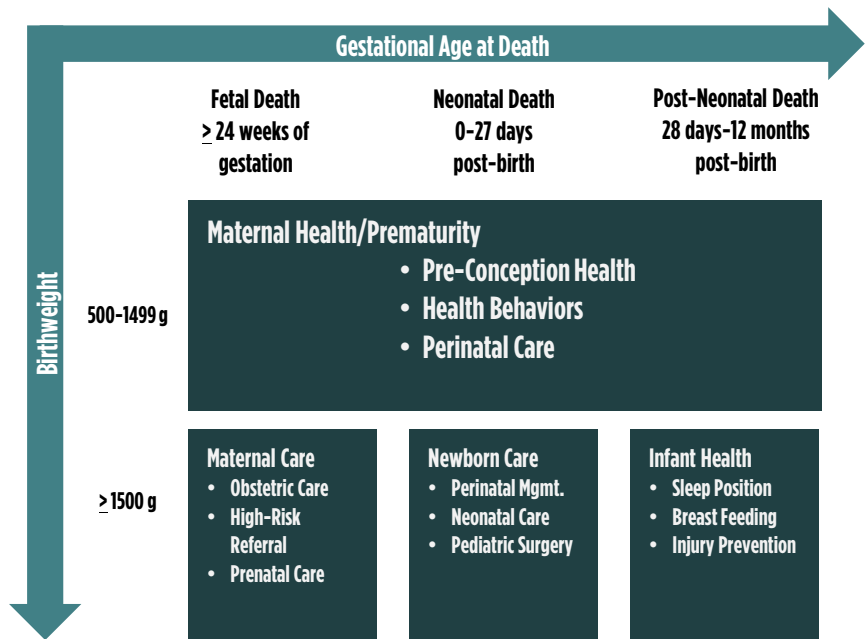 Gestational Age at Death
Birthweight
Fetal Death
≥ 24 weeks of
gestation
Neonatal Death
0-27 days
post-birth
Post-Neonatal Death
28 days-12 months
post-birth
500-1499 g
Maternal Health/Prematurity
• Pre-Conception Health
• Health Behaviors
• Perinatal Care
≥ 1500 g
Maternal Care
• Obstetric Care
• High-Risk
Referral
• Prenatal Care
Newborn Care
• Perinatal Mgmt.
• Neonatal Care
• Pediatric Surgery
Infant Health
• Sleep Position
• Breast Feeding
• Injury Prevention